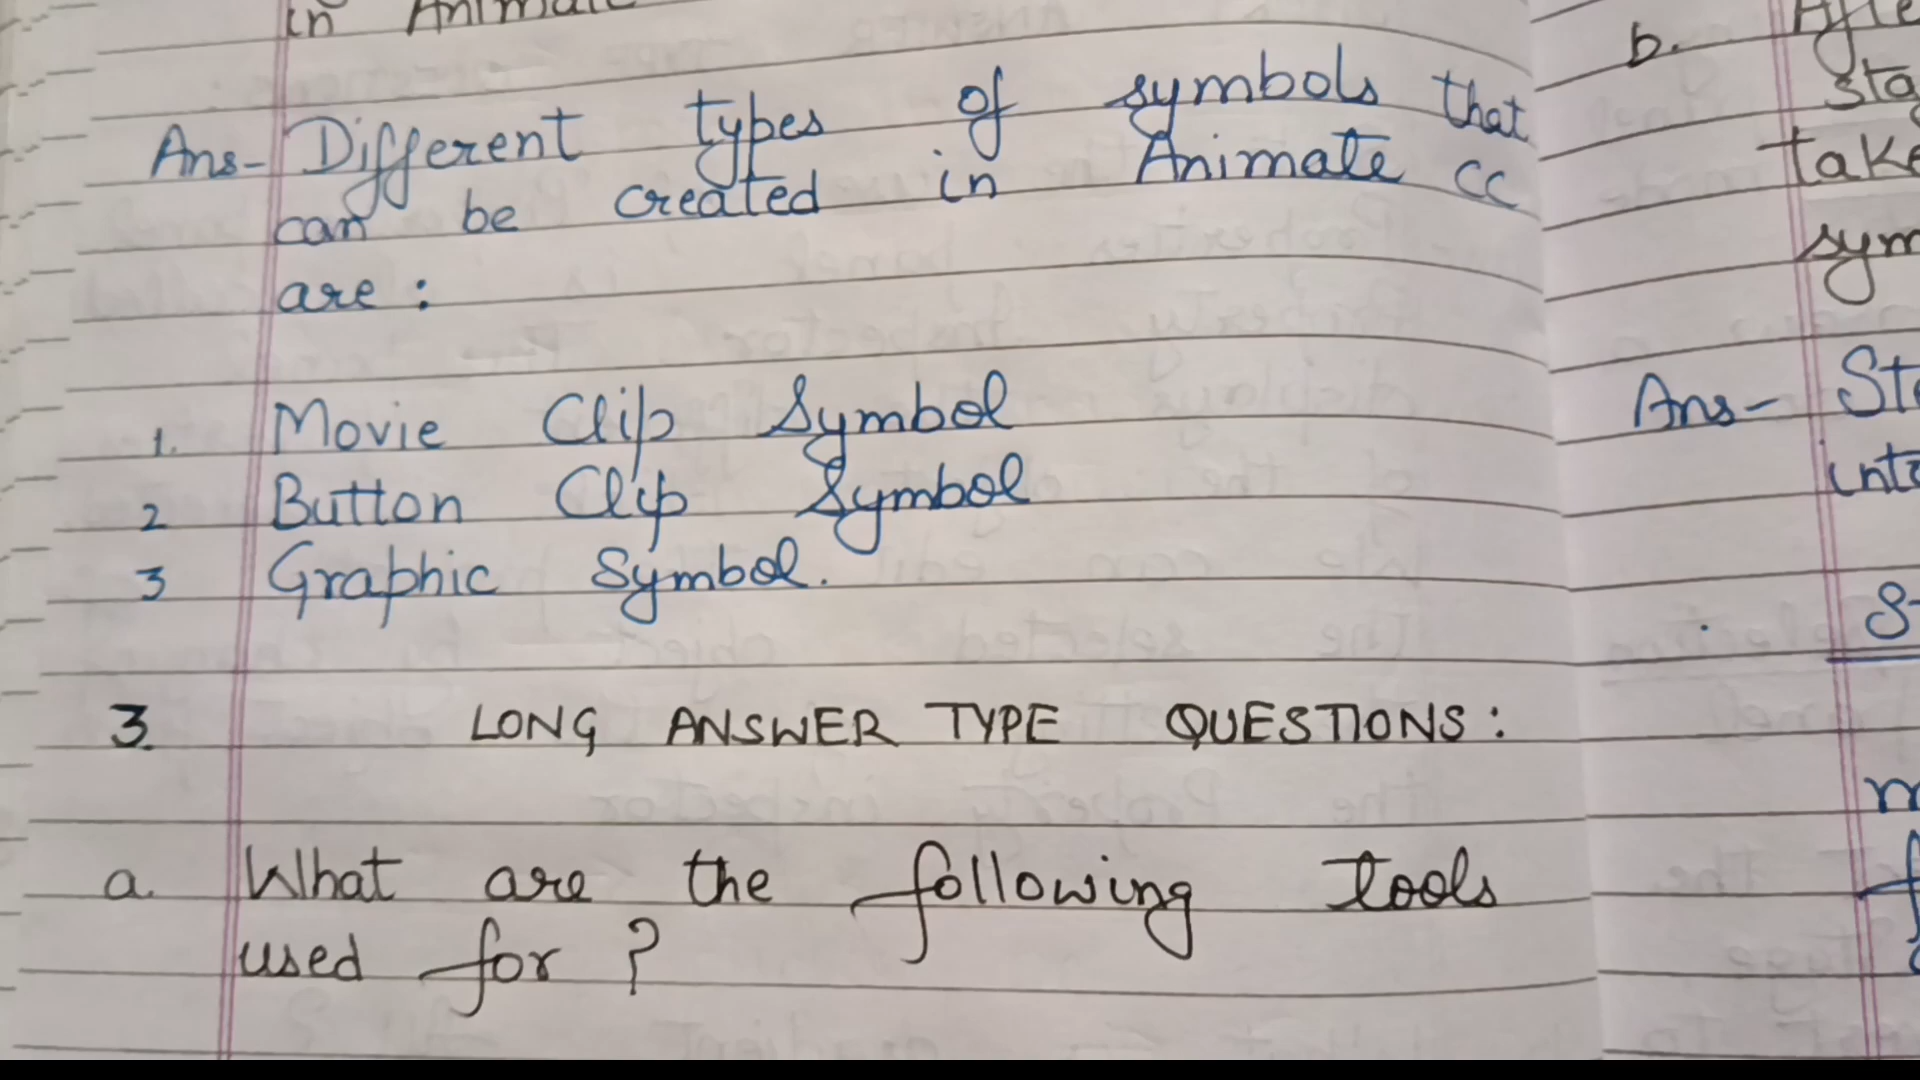 in Animate
Ans- Different types of symbols that
can be created in Animate CC
are :
1. Movie Clip Symbol
2 Button Clip Symbol
3 Graphic Symbol.
3. LONG ANSWER TYPE QUESTIONS :
a. What are the following tools
used for ?
b.
take
Ans-